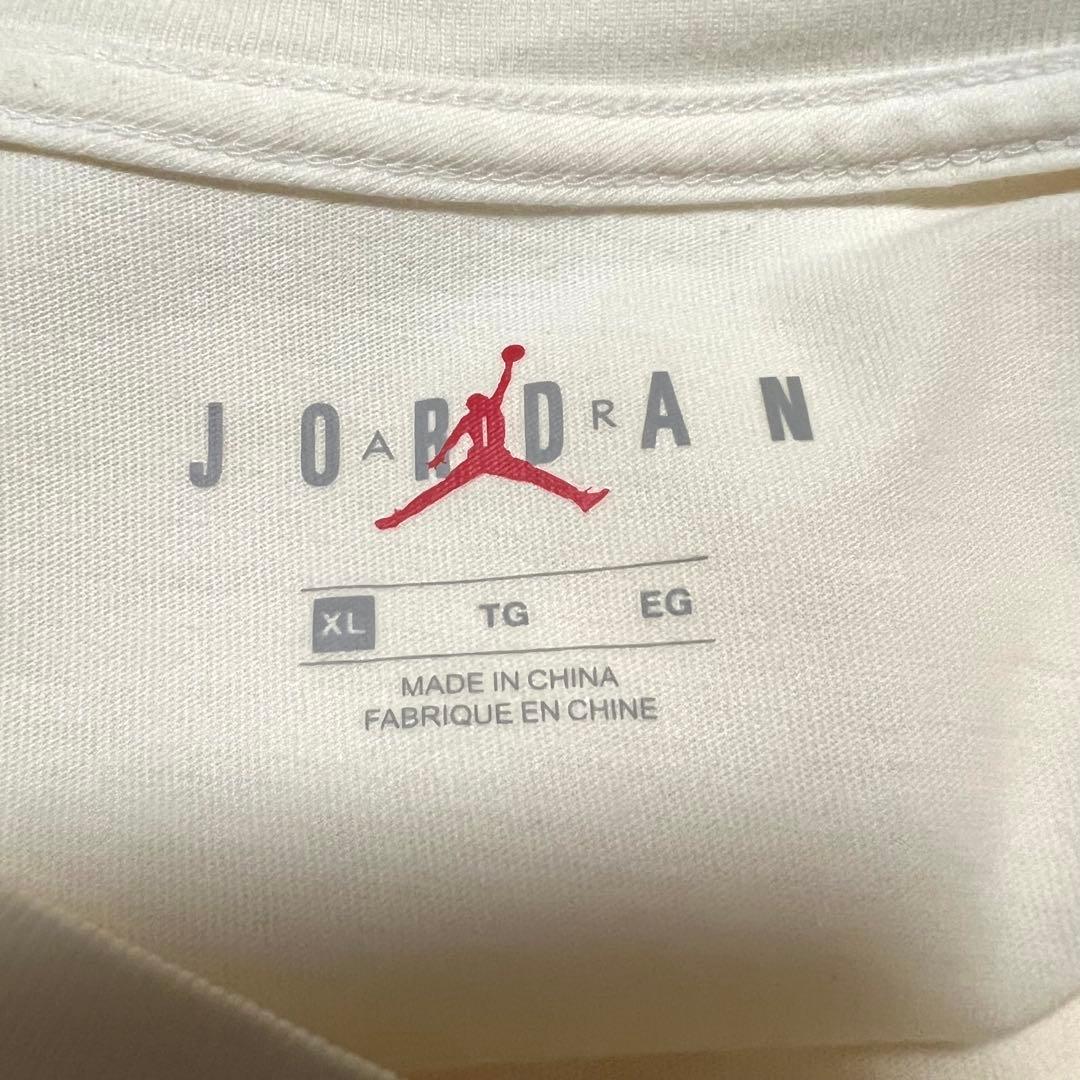 JORDAN
AIR
XL TG EG
MADE IN CHINA
FABRIQUE EN CHINE